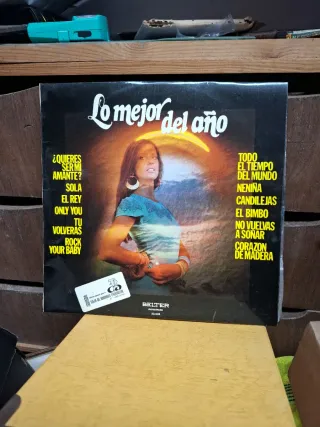 Lo mejor
del año
¿QUIERES
SER MI
AMANTE?
SOLA
EL REY
ONLY YOU
TU
VOLVERAS
ROCK
YOUR BABY
TODO
EL TIEMPO
DEL MUNDO
NENIÑA
CANDILEJAS
EL BIMBO
NO VUELVAS
A SOÑAR
CORAZON
DE MADERA
BELTER